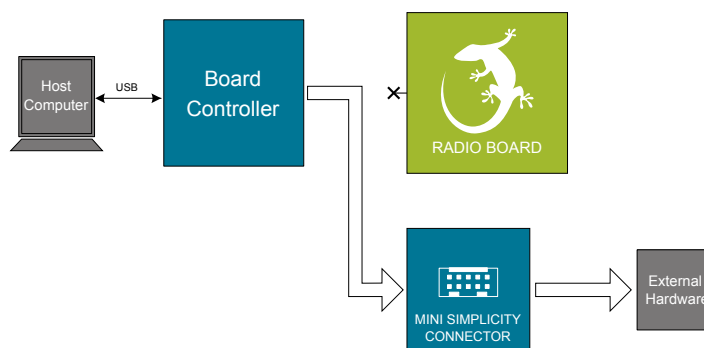 Host
Computer
USB
Board
Controller
RADIO BOARD
MINI SIMPLICITY
CONNECTOR
External
Hardware